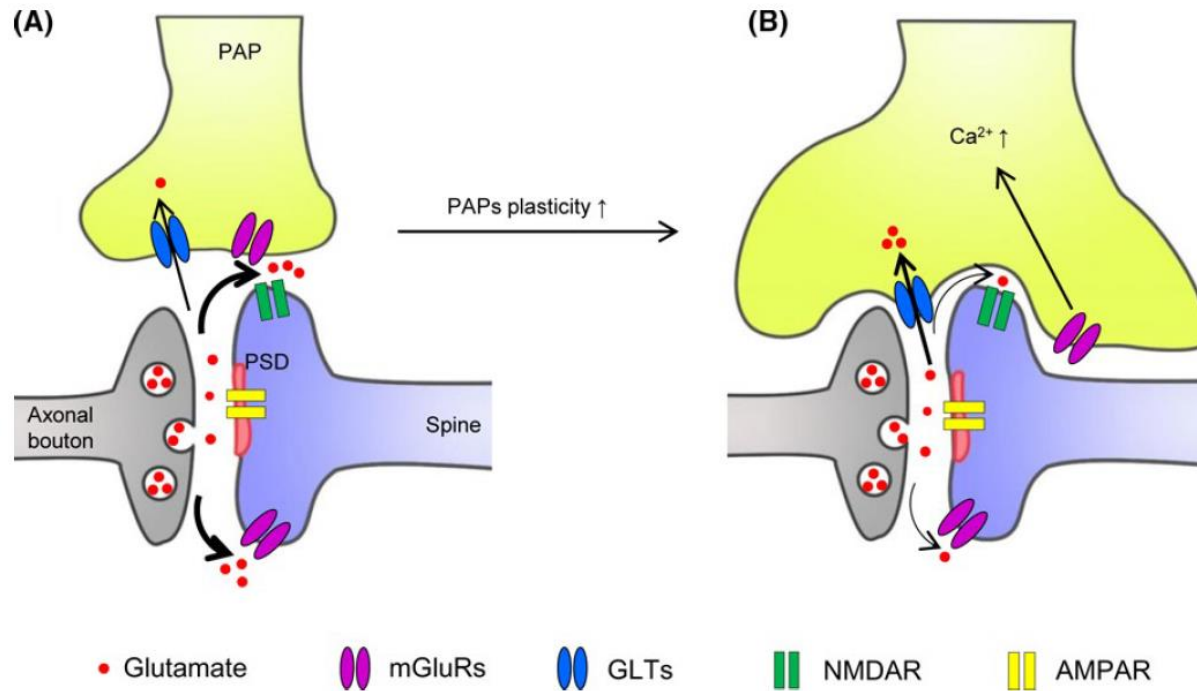 (A)
PAP
PSD
Axonal
bouton
Spine
PAPs plasticity ↑
(B)
Ca²⁺ ↑
Glutamate
mGluRs
GLTs
NMDAR
AMPAR